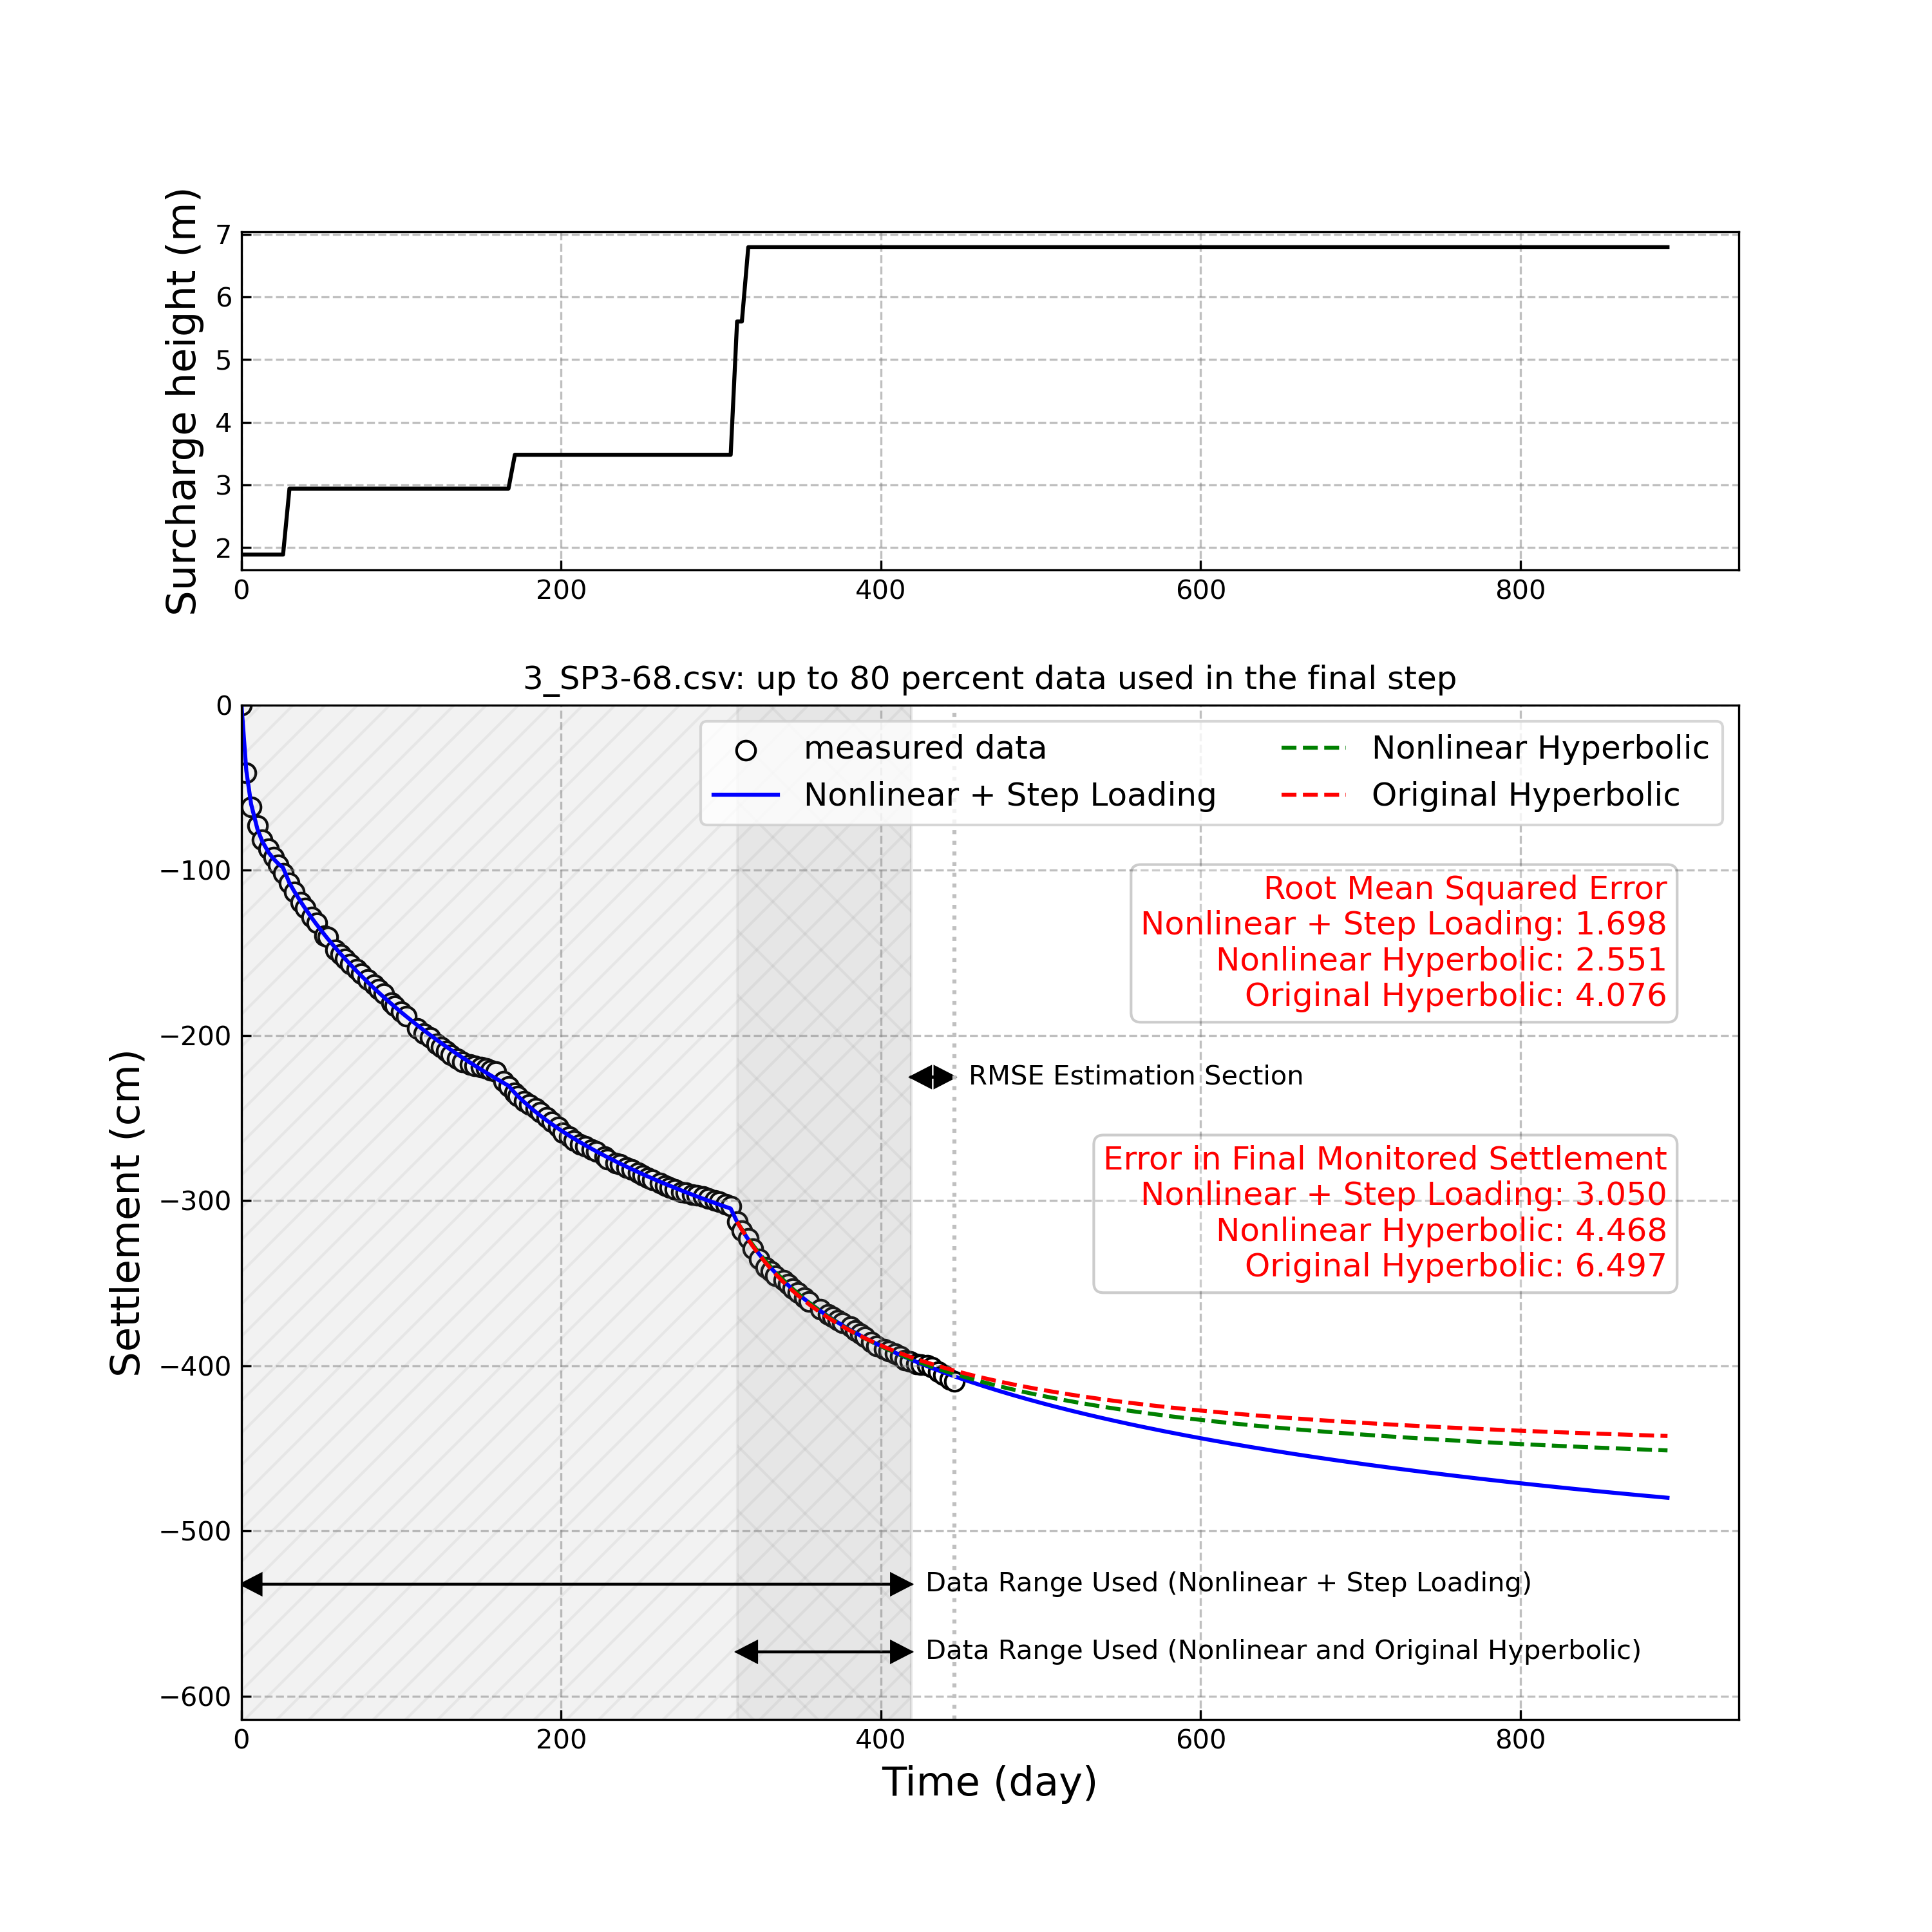 Surcharge height (m)
7
6
5
4
3
2
0 200 400 600 800
3_SP3-68.csv: up to 80 percent data used in the final step
Settlement (cm)
0
−100
−200
−300
−400
−500
−600
measured data
Nonlinear + Step Loading
Nonlinear Hyperbolic
Original Hyperbolic
Root Mean Squared Error
Nonlinear + Step Loading: 1.698
Nonlinear Hyperbolic: 2.551
Original Hyperbolic: 4.076
RMSE Estimation Section
Error in Final Monitored Settlement
Nonlinear + Step Loading: 3.050
Nonlinear Hyperbolic: 4.468
Original Hyperbolic: 6.497
Data Range Used (Nonlinear + Step Loading)
Data Range Used (Nonlinear and Original Hyperbolic)
0 200 400 600 800
Time (day)